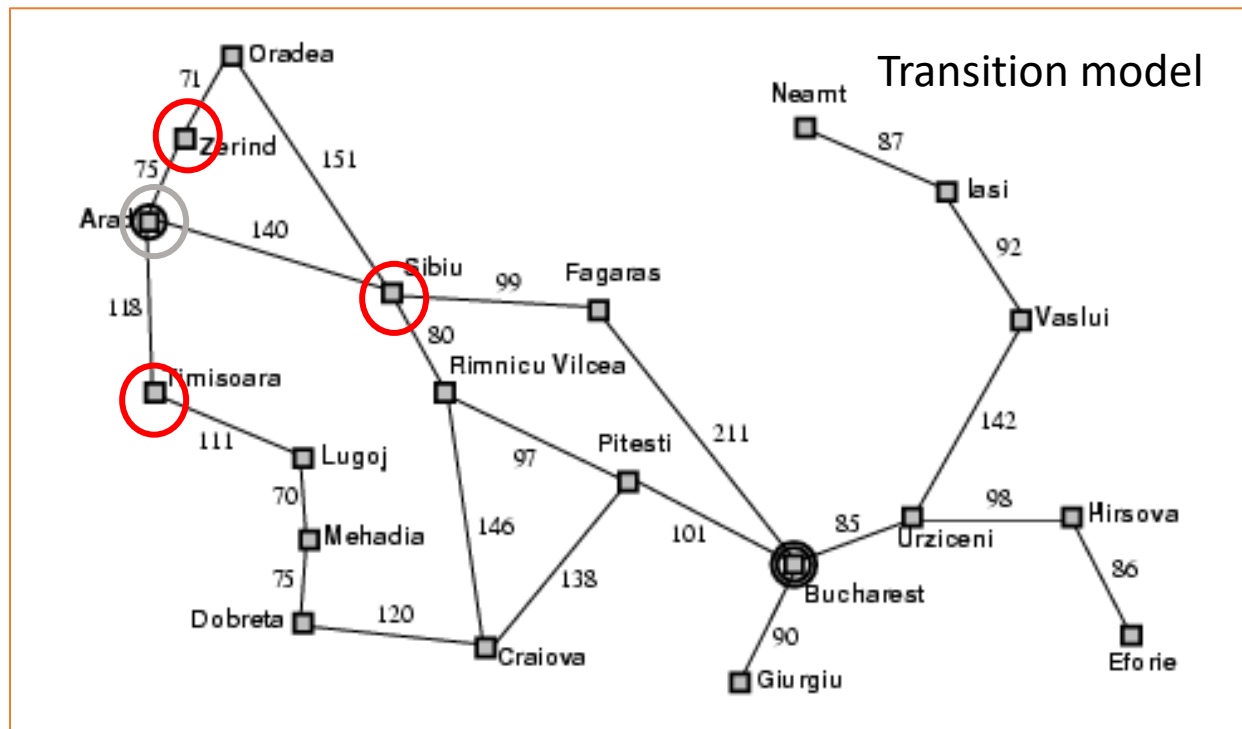 Oradea
Transition model
Neamt
71
87
Zerind
151
75
Iasi
Arad
140
92
Sibiu
Fagaras
99
118
Vaslui
80
Timisoara
Rimnicu Vilcea
142
211
111
Pitesti
Lugoj
97
70
98
Hirsova
146
101
85
Mehadia
Urziceni
86
75
138
Bucharest
Dobreta
120
90
Craiova
Eforie
Giurgiu